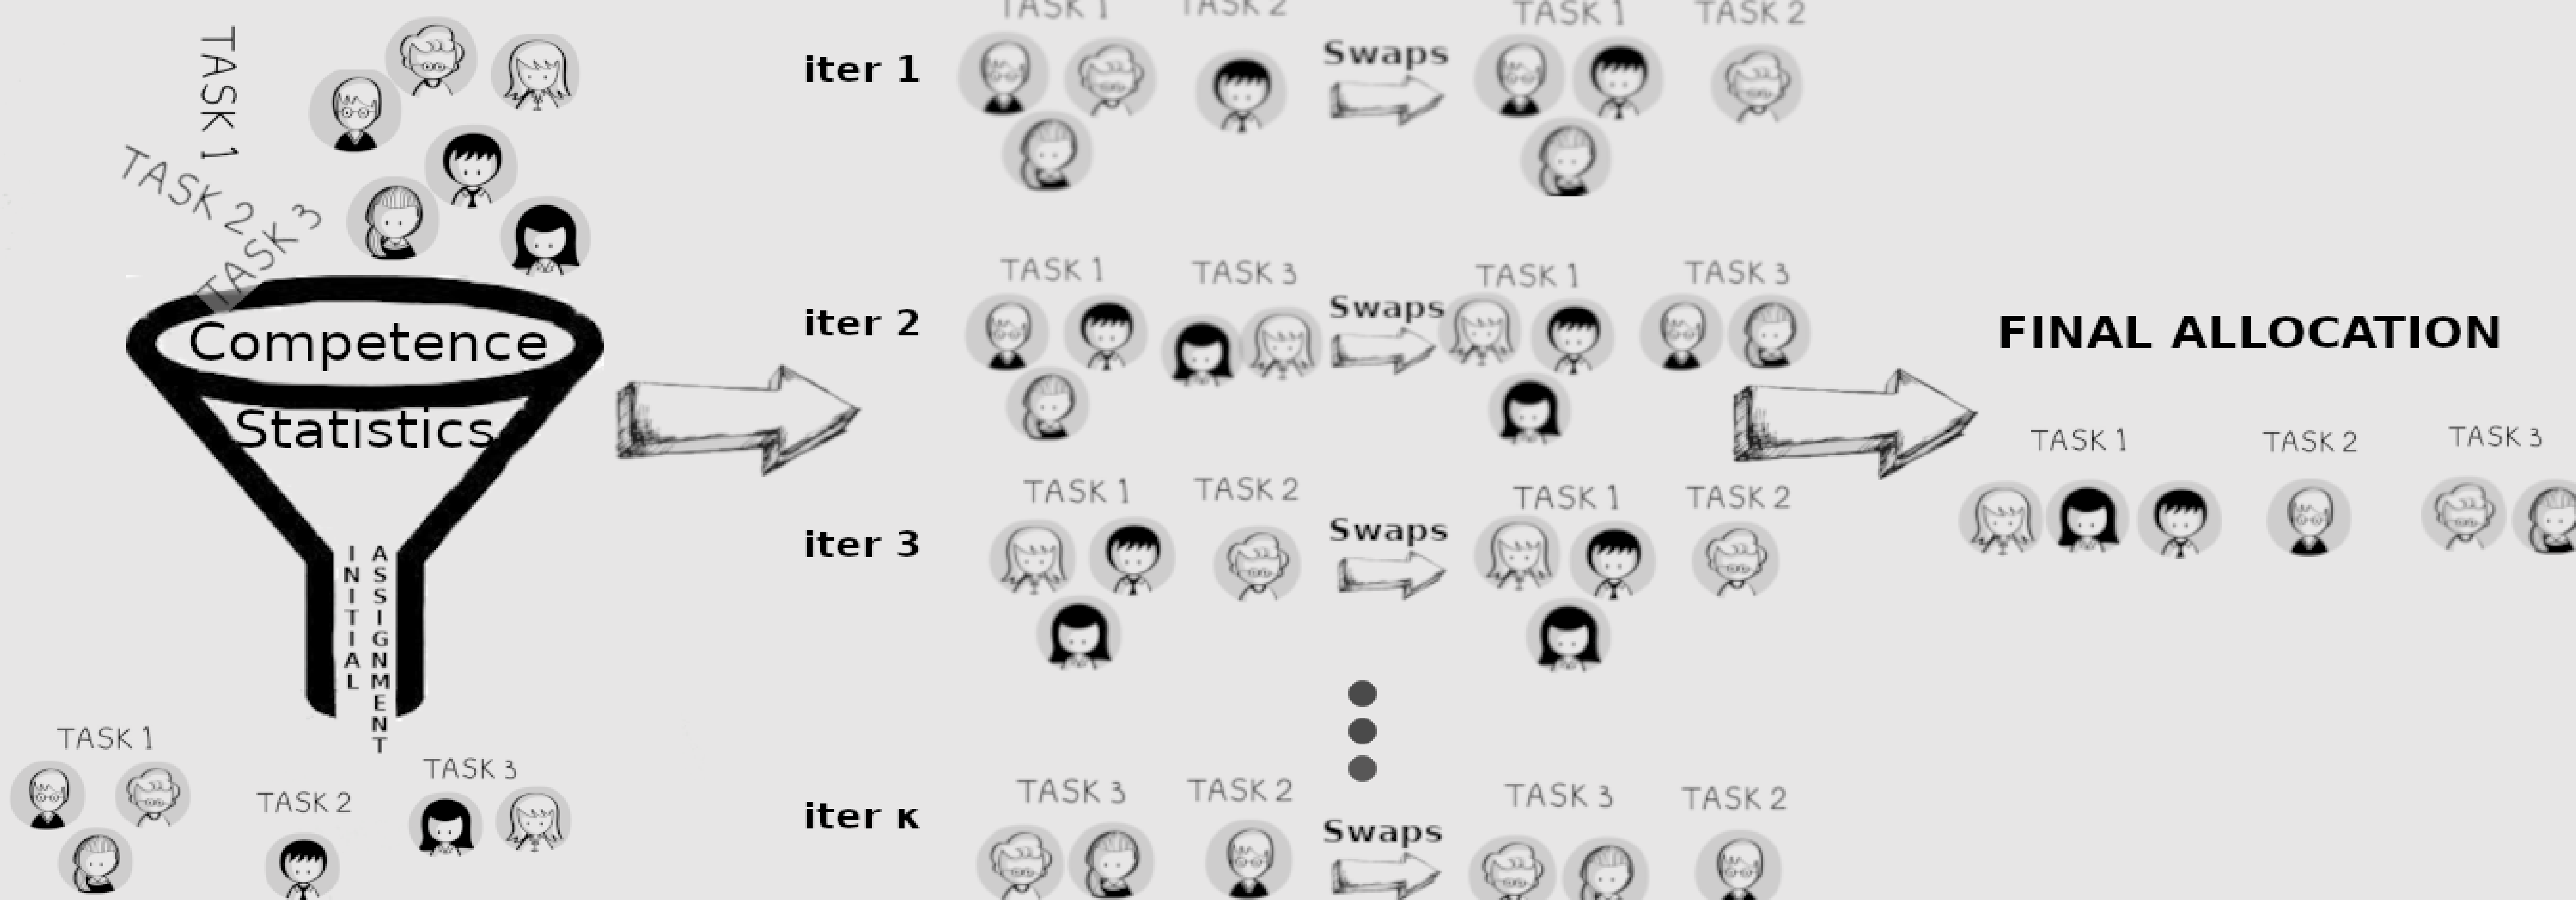 TASK 1
TASK 2
TASK 3
Competence
Statistics
INITIAL
ASSIGNMENT
TASK 1
TASK 2
TASK 3
iter 1
TASK 1
TASK 2
Swaps
TASK 1
TASK 2
iter 2
TASK 1
TASK 3
Swaps
TASK 1
TASK 3
iter 3
TASK 1
TASK 2
Swaps
TASK 1
TASK 2
iter κ
TASK 3
TASK 2
Swaps
TASK 3
TASK 2
FINAL ALLOCATION
TASK 1
TASK 2
TASK 3